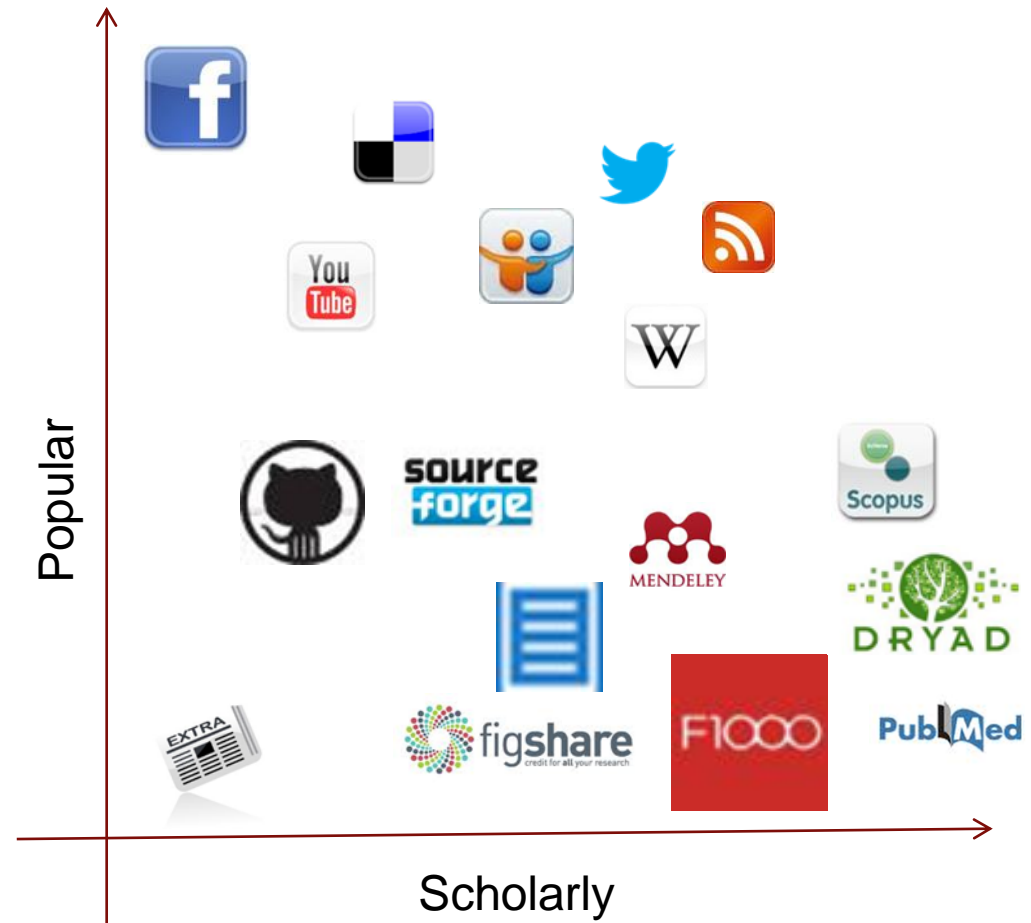 f
You
Tube
W
Popular
source
forge
Scopus
MENDELEY
DRYAD
EXTRA
figshare
credit for all your research
F1000
PubMed
Scholarly